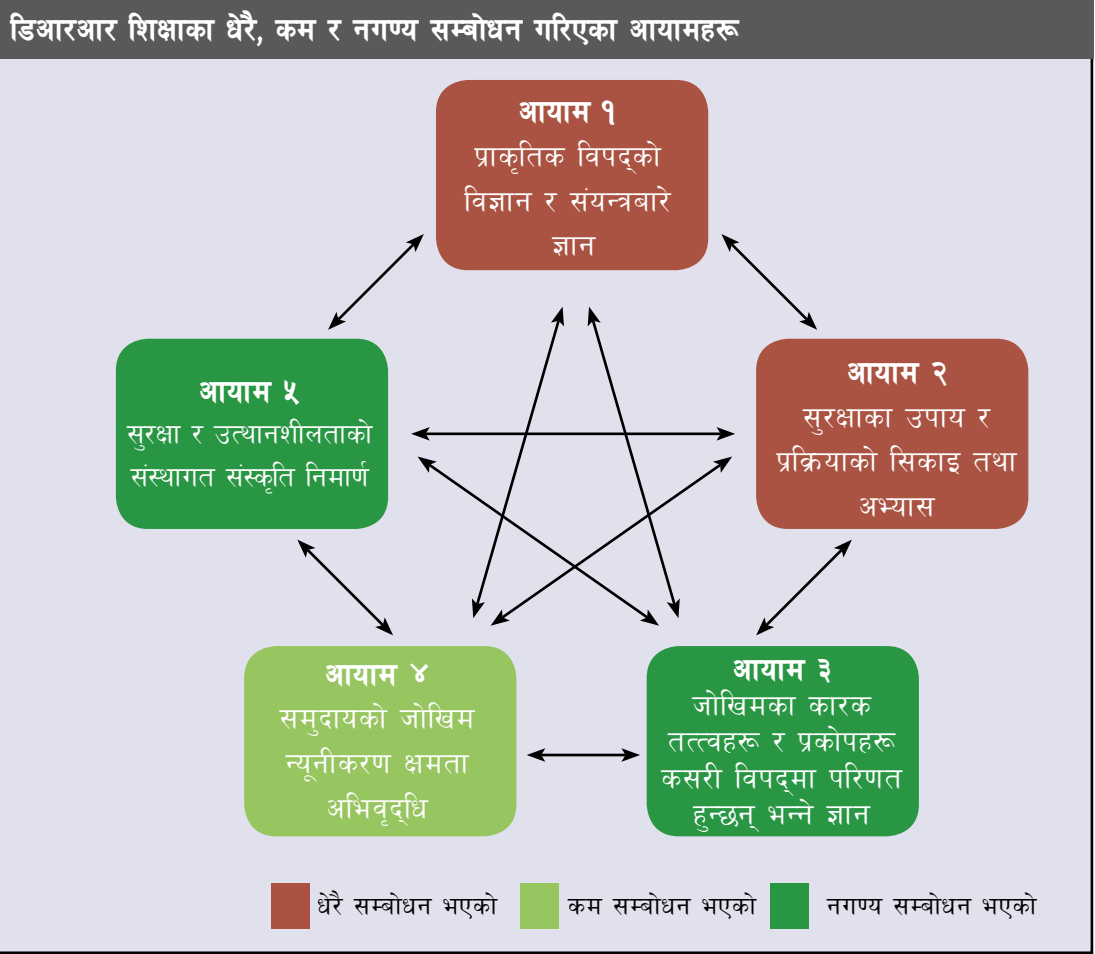 डिआरआर शिक्षाका धेरै, कम र नगण्य सम्बोधन गरिएका आयामहरू
आयाम १
प्राकृतिक विपद्को
विज्ञान र संयन्त्रबारे
ज्ञान
आयाम ५
सुरक्षा र उत्थानशीलताको
संस्थागत संस्कृति निमार्ण
आयाम २
सुरक्षाका उपाय र
प्रक्रियाको सिकाइ तथा
अभ्यास
आयाम ४
समुदायको जोखिम
न्यूनीकरण क्षमता
अभिवृद्धि
आयाम ३
जोखिमका कारक
तत्त्वहरू र प्रकोपहरू
कसरी विपद्मा परिणत
हुन्छन् भन्ने ज्ञान
धेरै सम्बोधन भएको
कम सम्बोधन भएको
नगण्य सम्बोधन भएको